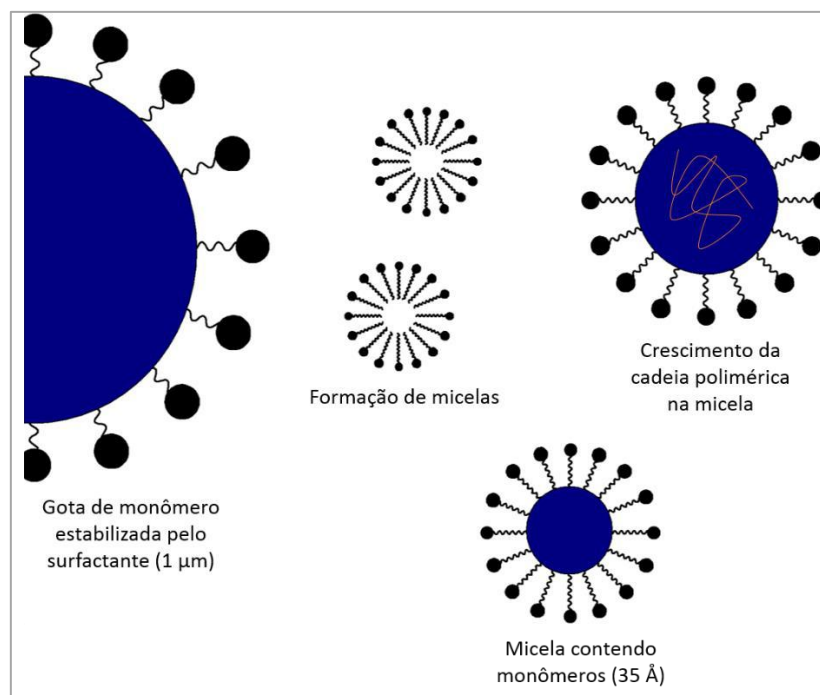 Formação de micelas
Crescimento da
cadeia polimérica
na micela
Gota de monômero
estabilizada pelo
surfactante (1 μm)
Micela contendo
monômeros (35 Å)